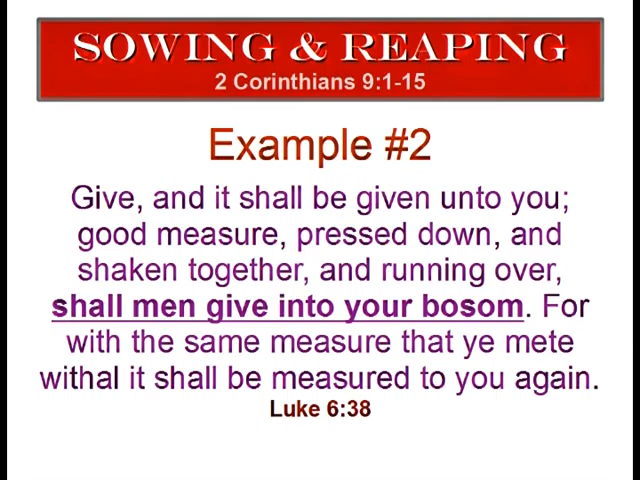 SOWING & REAPING
2 Corinthians 9:1-15
Example #2
Give, and it shall be given unto you;
good measure, pressed down, and
shaken together, and running over,
shall men give into your bosom. For
with the same measure that ye mete
withal it shall be measured to you again.
Luke 6:38